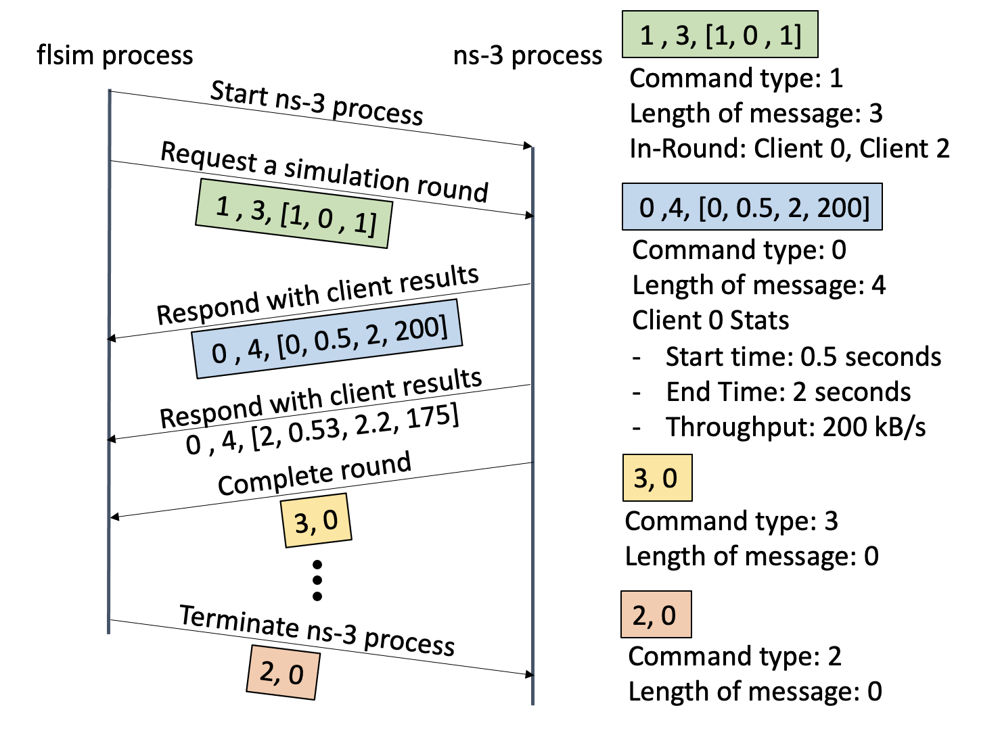 flsim process
ns-3 process
Start ns-3 process
Request a simulation round
1 , 3, [1, 0 , 1]
Respond with client results
0 , 4, [0, 0.5, 2, 200]
Respond with client results
0 , 4, [2, 0.53, 2.2, 175]
Complete round
3, 0
Terminate ns-3 process
2, 0
1 , 3, [1, 0 , 1]
Command type: 1
Length of message: 3
In-Round: Client 0, Client 2
0 ,4, [0, 0.5, 2, 200]
Command type: 0
Length of message: 4
Client 0 Stats
- Start time: 0.5 seconds
- End Time: 2 seconds
- Throughput: 200 kB/s
3, 0
Command type: 3
Length of message: 0
2, 0
Command type: 2
Length of message: 0